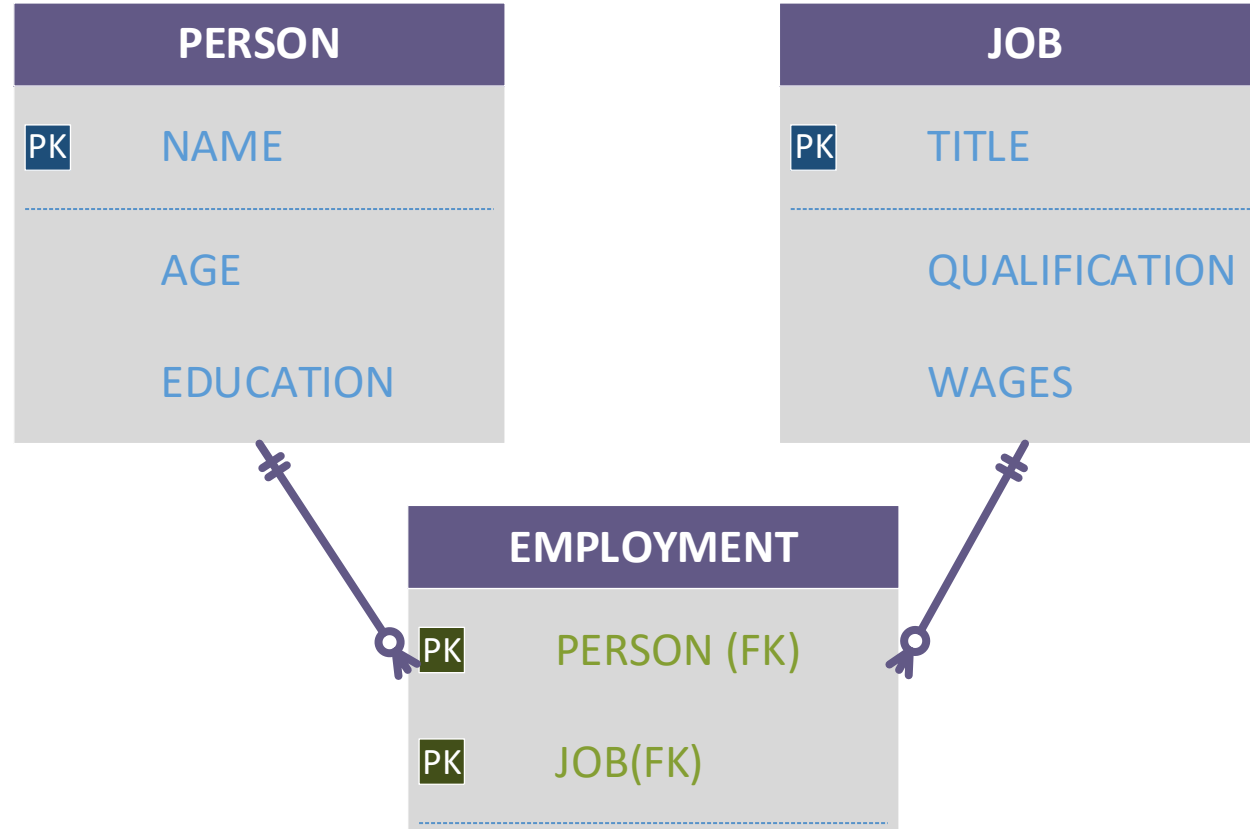 PERSON
PK NAME
AGE
EDUCATION
JOB
PK TITLE
QUALIFICATION
WAGES
EMPLOYMENT
PK PERSON (FK)
PK JOB(FK)